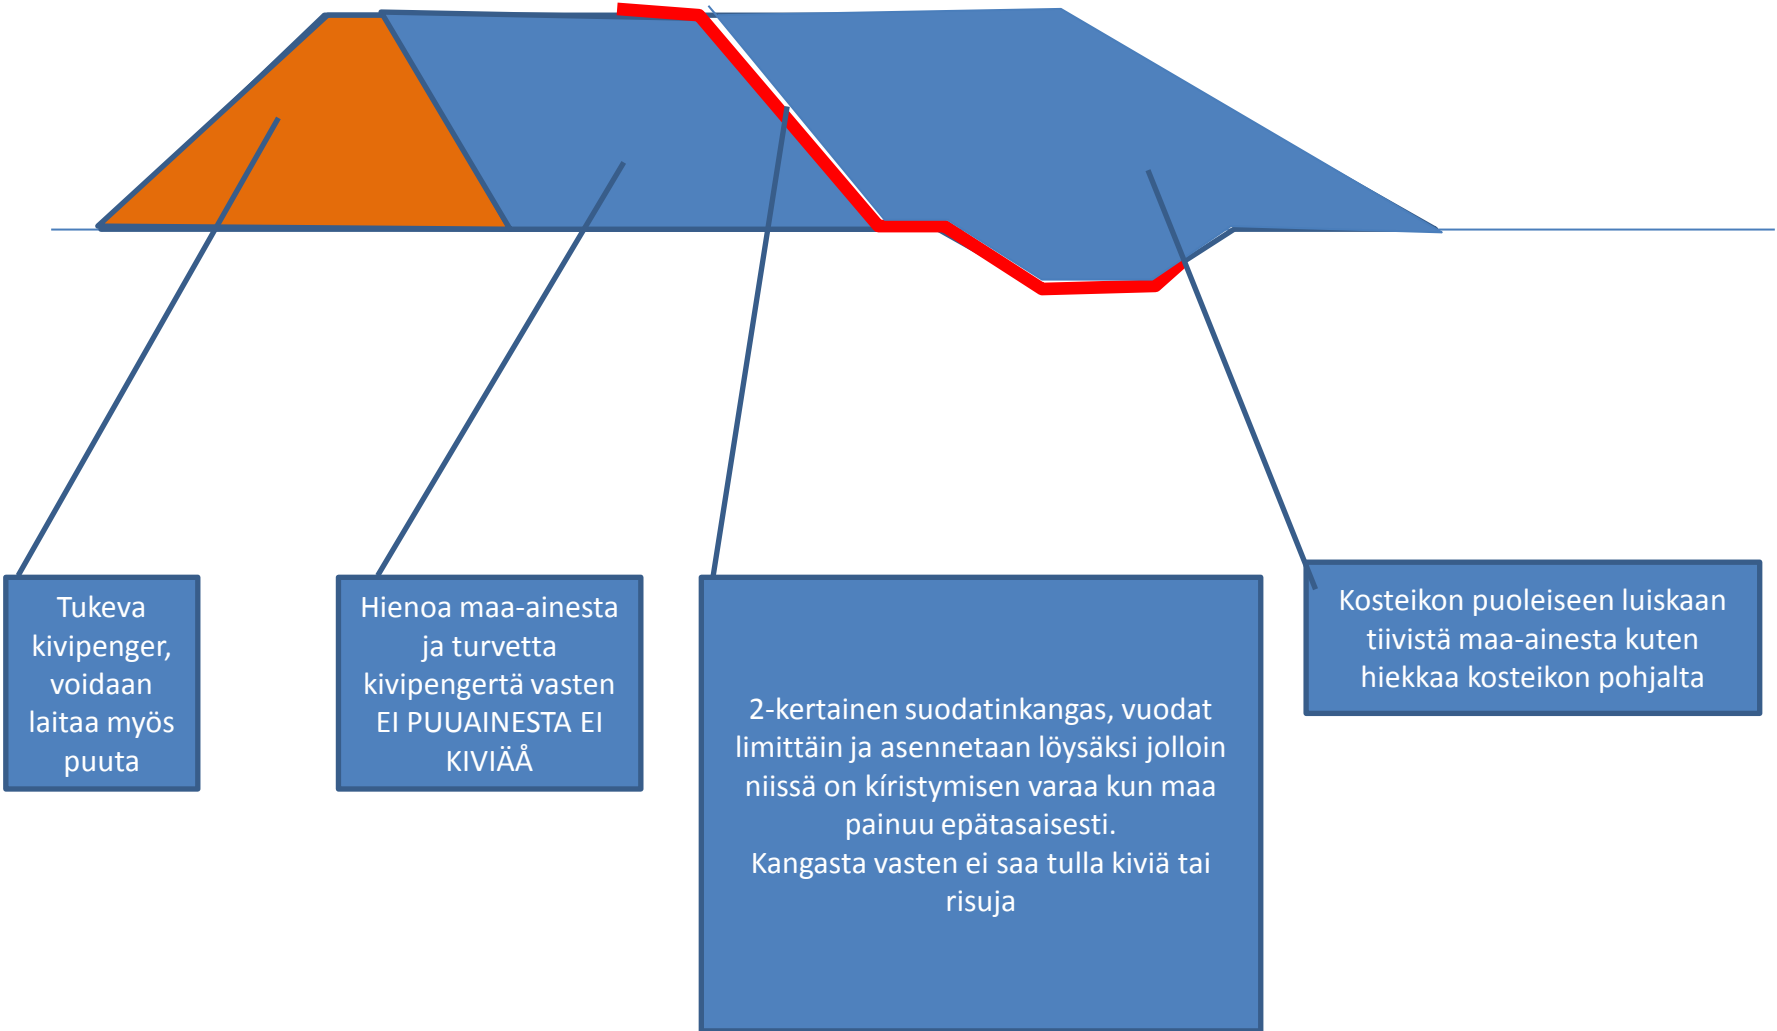 Tukeva
kivipenger,
voidaan
laitaa myös
puuta
Hienoa maa-ainesta
ja turvetta
kivipengertä vasten
EI PUUAINESTA EI
KIVIÄÅ
2-kertainen suodatinkangas, vuodat
limittäin ja asennetaan löysäksi jolloin
niissä on kíristymisen varaa kun maa
painuu epätasaisesti.
Kangasta vasten ei saa tulla kiviä tai
risuja
Kosteikon puoleiseen luiskaan
tiivistä maa-ainesta kuten
hiekkaa kosteikon pohjalta